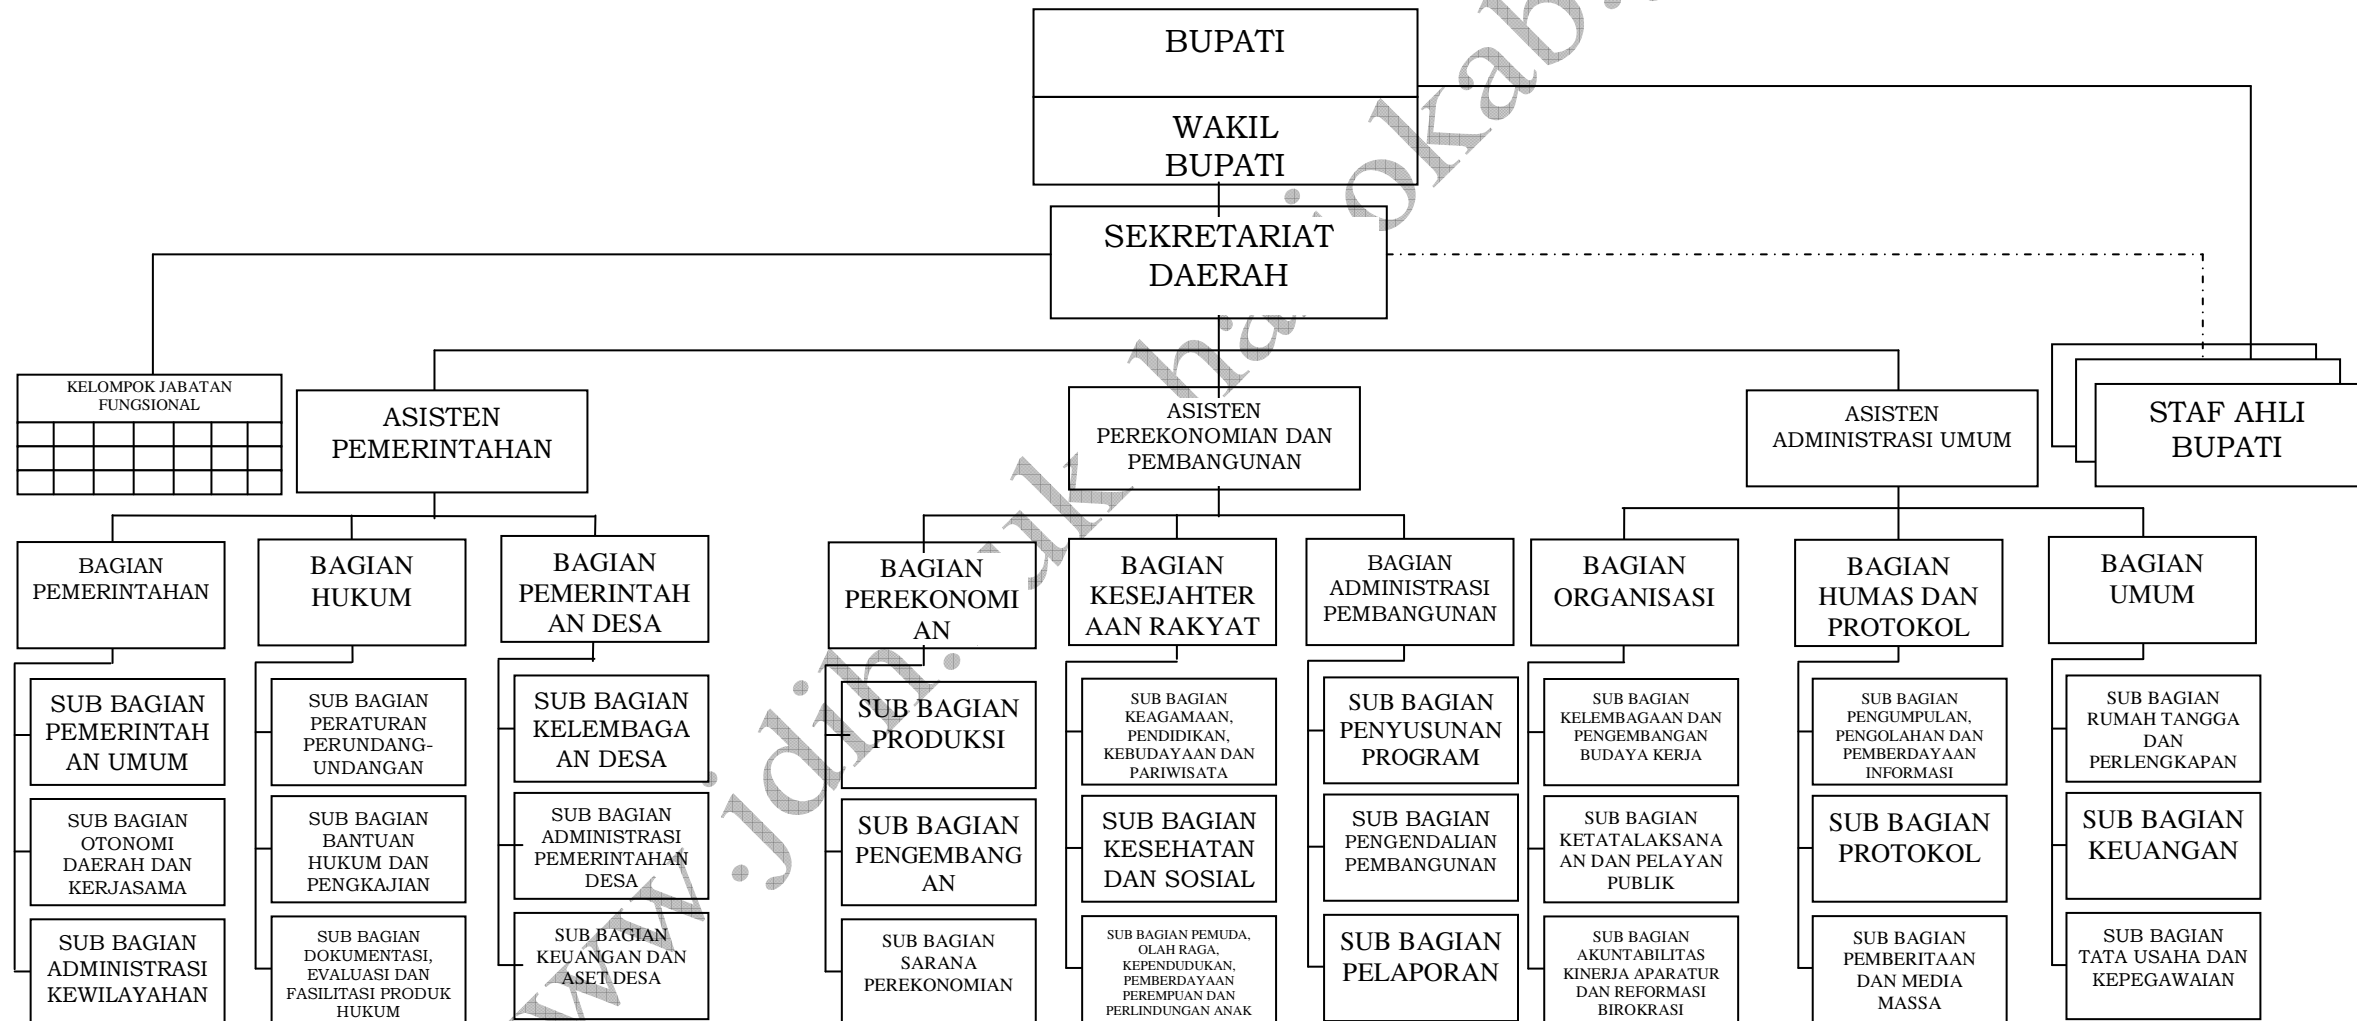 BUPATI
WAKIL
BUPATI
SEKRETARIAT
DAERAH
KELOMPOK JABATAN
FUNGSIONAL
ASISTEN
PEMERINTAHAN
ASISTEN
PEREKONOMIAN DAN
PEMBANGUNAN
ASISTEN
ADMINISTRASI UMUM
STAF AHLI
BUPATI
BAGIAN
PEMERINTAHAN
BAGIAN
HUKUM
BAGIAN
PEMERINTAH
AN DESA
BAGIAN
PEREKONOMI
AN
BAGIAN
KESEJAHTER
AAN RAKYAT
BAGIAN
ADMINISTRASI
PEMBANGUNAN
BAGIAN
ORGANISASI
BAGIAN
HUMAS DAN
PROTOKOL
BAGIAN
UMUM
SUB BAGIAN
PEMERINTAH
AN UMUM
SUB BAGIAN
PERATURAN
PERUNDANG-
UNDANGAN
SUB BAGIAN
KELEMBAGA
AN DESA
SUB BAGIAN
PRODUKSI
SUB BAGIAN
KEAGAMAAN,
PENDIDIKAN,
KEBUDAYAAN DAN
PARIWISATA
SUB BAGIAN
PENYUSUNAN
PROGRAM
SUB BAGIAN
KELEMBAGAAN DAN
PENGEMBANGAN
BUDAYA KERJA
SUB BAGIAN
PENGUMPULAN,
PENGOLAHAN DAN
PEMBERDAYAAN
INFORMASI
SUB BAGIAN
RUMAH TANGGA
DAN
PERLENGKAPAN
SUB BAGIAN
OTONOMI
DAERAH DAN
KERJASAMA
SUB BAGIAN
BANTUAN
HUKUM DAN
PENGKAJIAN
SUB BAGIAN
ADMINISTRASI
PEMERINTAHAN
DESA
SUB BAGIAN
PENGEMBANG
AN
SUB BAGIAN
KESEHATAN
DAN SOSIAL
SUB BAGIAN
PENGENDALIAN
PEMBANGUNAN
SUB BAGIAN
KETATALAKSANA
AN DAN PELAYAN
PUBLIK
SUB BAGIAN
PROTOKOL
SUB BAGIAN
KEUANGAN
SUB BAGIAN
ADMINISTRASI
KEWILAYAHAN
SUB BAGIAN
DOKUMENTASI,
EVALUASI DAN
FASILITASI PRODUK
HUKUM
SUB BAGIAN
KEUANGAN DAN
ASET DESA
SUB BAGIAN
SARANA
PEREKONOMIAN
SUB BAGIAN PEMUDA,
OLAH RAGA,
KEPENDUDUKAN,
PEMBERDAYAAN
PEREMPUAN DAN
PERLINDUNGAN ANAK
SUB BAGIAN
PELAPORAN
SUB BAGIAN
AKUNTABILITAS
KINERJA APARATUR
DAN REFORMASI
BIROKRASI
SUB BAGIAN
PEMBERITAAN
DAN MEDIA
MASSA
SUB BAGIAN
TATA USAHA DAN
KEPEGAWAIAN